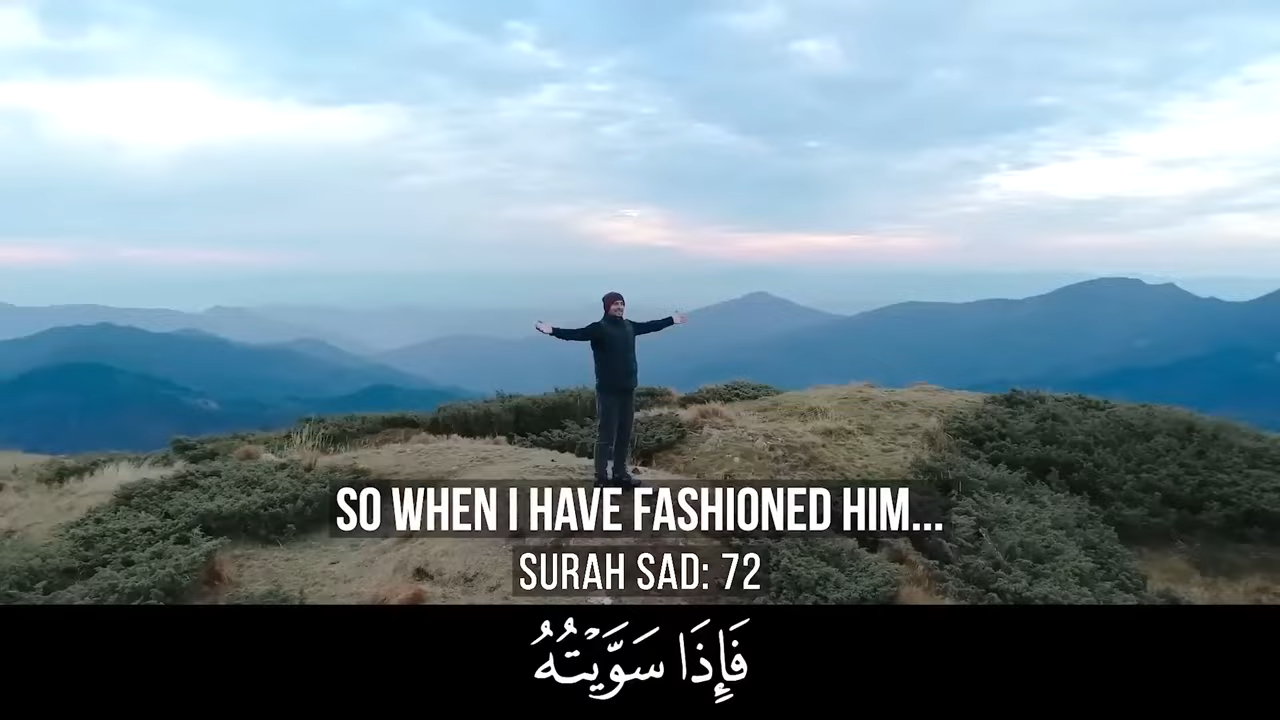 SO WHEN I HAVE FASHIONED HIM...
SURAH SAD: 72
فَإِذَا سَوَّيْتُهُۥ